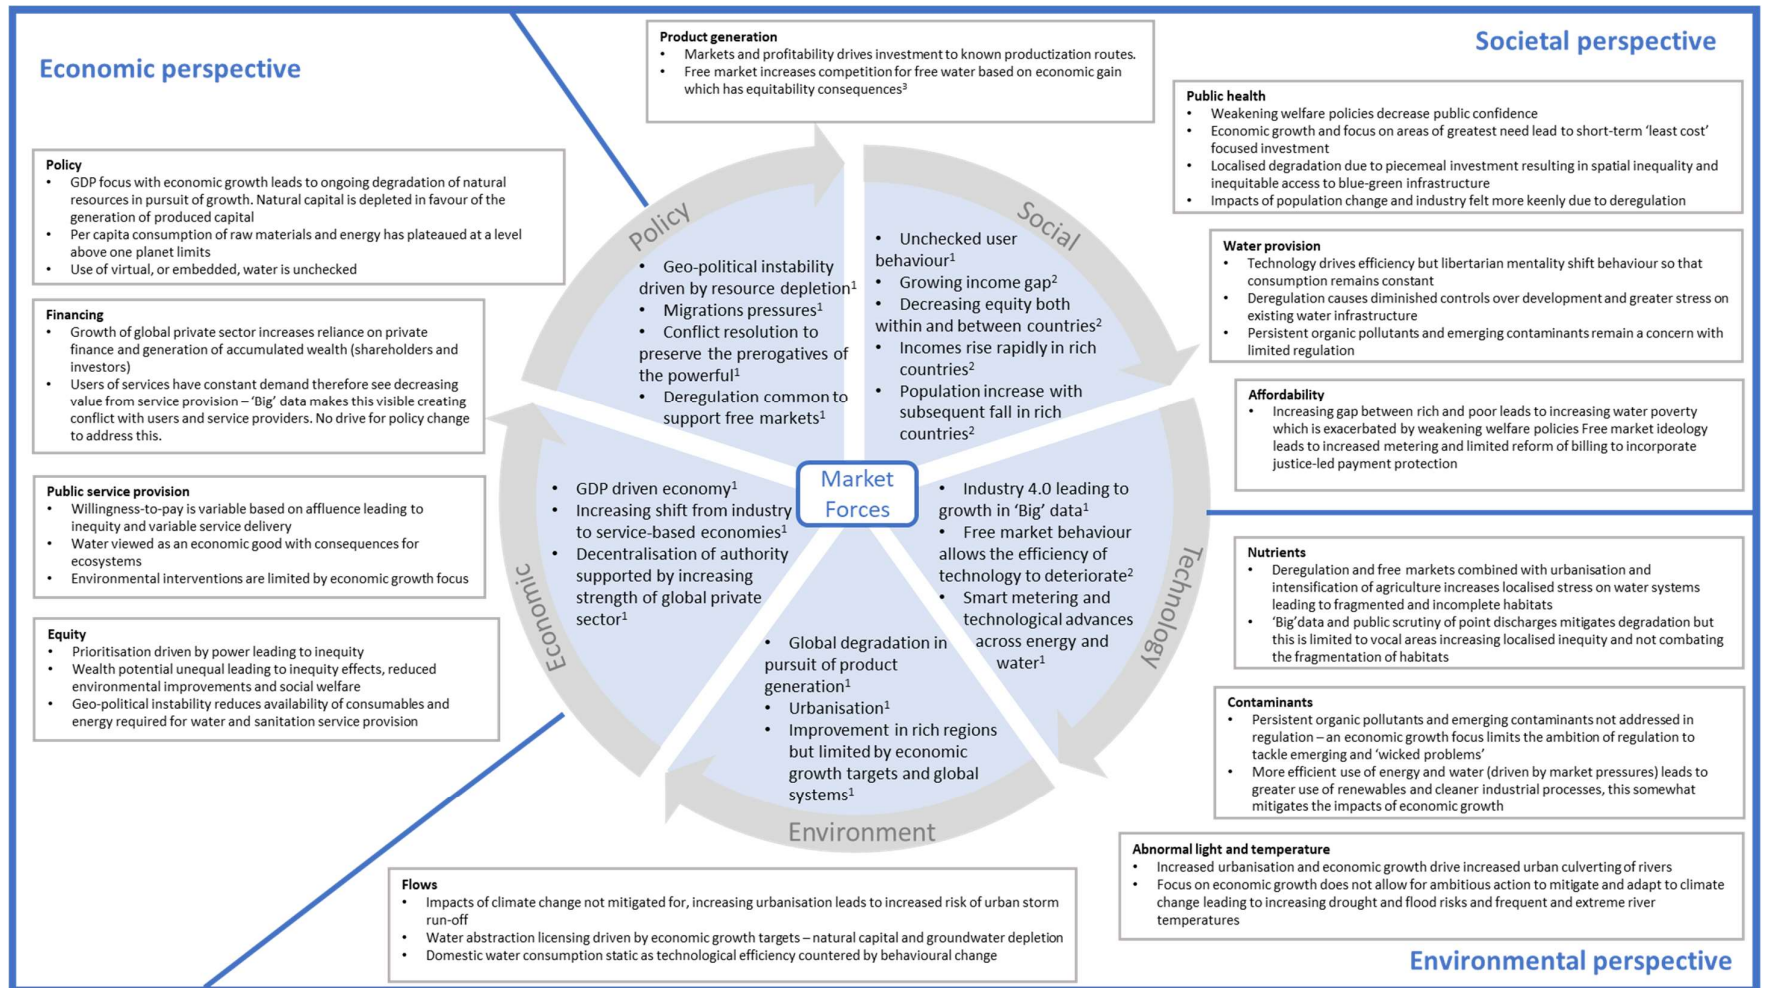 Economic perspective
Policy
• GDP focus with economic growth leads to ongoing degradation of natural
resources in pursuit of growth. Natural capital is depleted in favour of the
generation of produced capital
• Per capita consumption of raw materials and energy has plateaued at a level
above one planet limits
• Use of virtual, or embedded, water is unchecked
Financing
• Growth of global private sector increases reliance on private
finance and generation of accumulated wealth (shareholders and
investors)
• Users of services have constant demand therefore see decreasing
value from service provision – ‘Big’ data makes this visible creating
conflict with users and service providers. No drive for policy change
to address this.
Public service provision
• Willingness-to-pay is variable based on affluence leading to
inequity and variable service delivery
• Water viewed as an economic good with consequences for
ecosystems
• Environmental interventions are limited by economic growth focus
Equity
• Prioritisation driven by power leading to inequity
• Wealth potential unequal leading to inequity effects, reduced
environmental improvements and social welfare
• Geo-political instability reduces availability of consumables and
energy required for water and sanitation service provision
Product generation
• Markets and profitability drives investment to known productization routes.
• Free market increases competition for free water based on economic gain
which has equitability consequences³
Policy
• Geo-political instability
driven by resource depletion¹
• Migrations pressures¹
• Conflict resolution to
preserve the prerogatives of
the powerful¹
• Deregulation common to
support free markets¹
Social
• Unchecked user
behaviour¹
• Growing income gap²
• Decreasing equity both
within and between countries²
• Incomes rise rapidly in rich
countries²
• Population increase with
subsequent fall in rich
countries²
Market
Forces
Economic
• GDP driven economy¹
• Increasing shift from industry
to service-based economies¹
• Decentralisation of authority
supported by increasing
strength of global private
sector¹
Technology
• Industry 4.0 leading to
growth in ‘Big’ data¹
• Free market behaviour
allows the efficiency of
technology to deteriorate²
• Smart metering and
technological advances
across energy and
water¹
• Global degradation in
pursuit of product
generation¹
• Urbanisation¹
• Improvement in rich regions
but limited by economic
growth targets and global
systems¹
Environment
Flows
• Impacts of climate change not mitigated for, increasing urbanisation leads to increased risk of urban storm
run-off
• Water abstraction licensing driven by economic growth targets – natural capital and groundwater depletion
• Domestic water consumption static as technological efficiency countered by behavioural change
Societal perspective
Public health
• Weakening welfare policies decrease public confidence
• Economic growth and focus on areas of greatest need lead to short-term ‘least cost’
focused investment
• Localised degradation due to piecemeal investment resulting in spatial inequality and
inequitable access to blue-green infrastructure
• Impacts of population change and industry felt more keenly due to deregulation
Water provision
• Technology drives efficiency but libertarian mentality shift behaviour so that
consumption remains constant
• Deregulation causes diminished controls over development and greater stress on
existing water infrastructure
• Persistent organic pollutants and emerging contaminants remain a concern with
limited regulation
Affordability
• Increasing gap between rich and poor leads to increasing water poverty
which is exacerbated by weakening welfare policies Free market ideology
leads to increased metering and limited reform of billing to incorporate
justice-led payment protection
Nutrients
• Deregulation and free markets combined with urbanisation and
intensification of agriculture increases localised stress on water systems
leading to fragmented and incomplete habitats
• ‘Big’data and public scrutiny of point discharges mitigates degradation but
this is limited to vocal areas increasing localised inequity and not combating
the fragmentation of habitats
Contaminants
• Persistent organic pollutants and emerging contaminants not addressed in
regulation – an economic growth focus limits the ambition of regulation to
tackle emerging and ‘wicked problems’
• More efficient use of energy and water (driven by market pressures) leads to
greater use of renewables and cleaner industrial processes, this somewhat
mitigates the impacts of economic growth
Abnormal light and temperature
• Increased urbanisation and economic growth drive increased urban culverting of rivers
• Focus on economic growth does not allow for ambitious action to mitigate and adapt to climate
change leading to increasing drought and flood risks and frequent and extreme river
temperatures
Environmental perspective